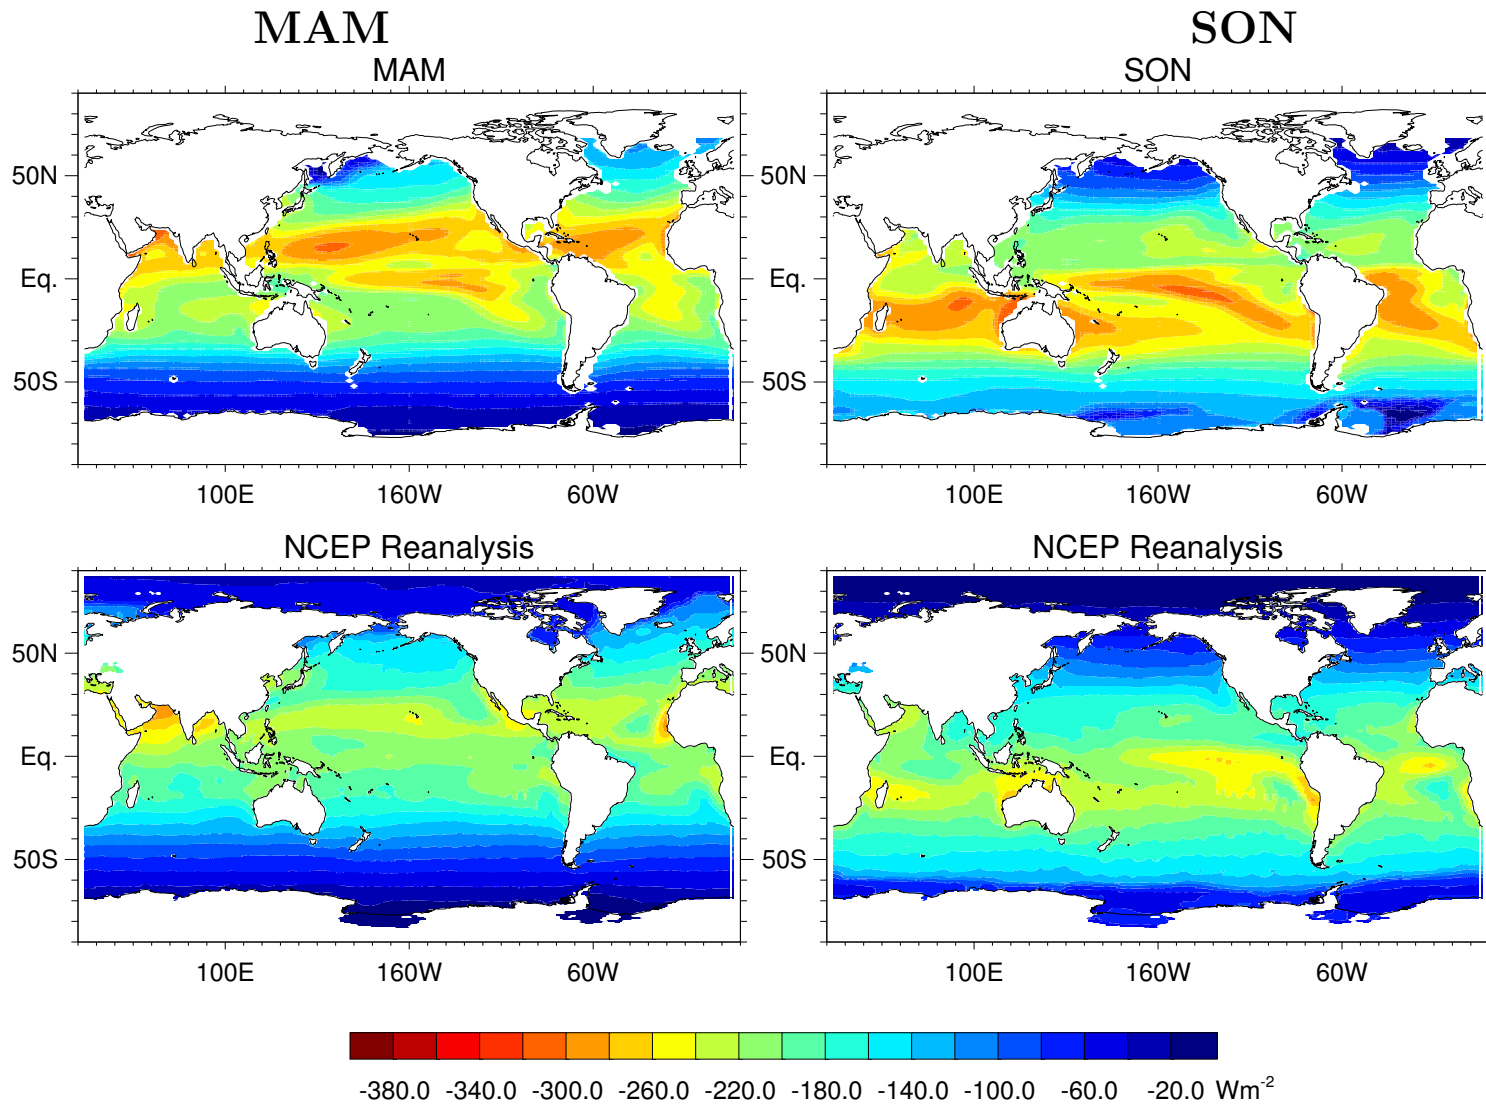 MAM SON
MAM SON
50N 50N
Eq. Eq.
50S 50S
100E 160W 60W 100E 160W 60W
NCEP Reanalysis NCEP Reanalysis
50N 50N
Eq. Eq.
50S 50S
100E 160W 60W 100E 160W 60W
-380.0 -340.0 -300.0 -260.0 -220.0 -180.0 -140.0 -100.0 -60.0 -20.0 Wm⁻²